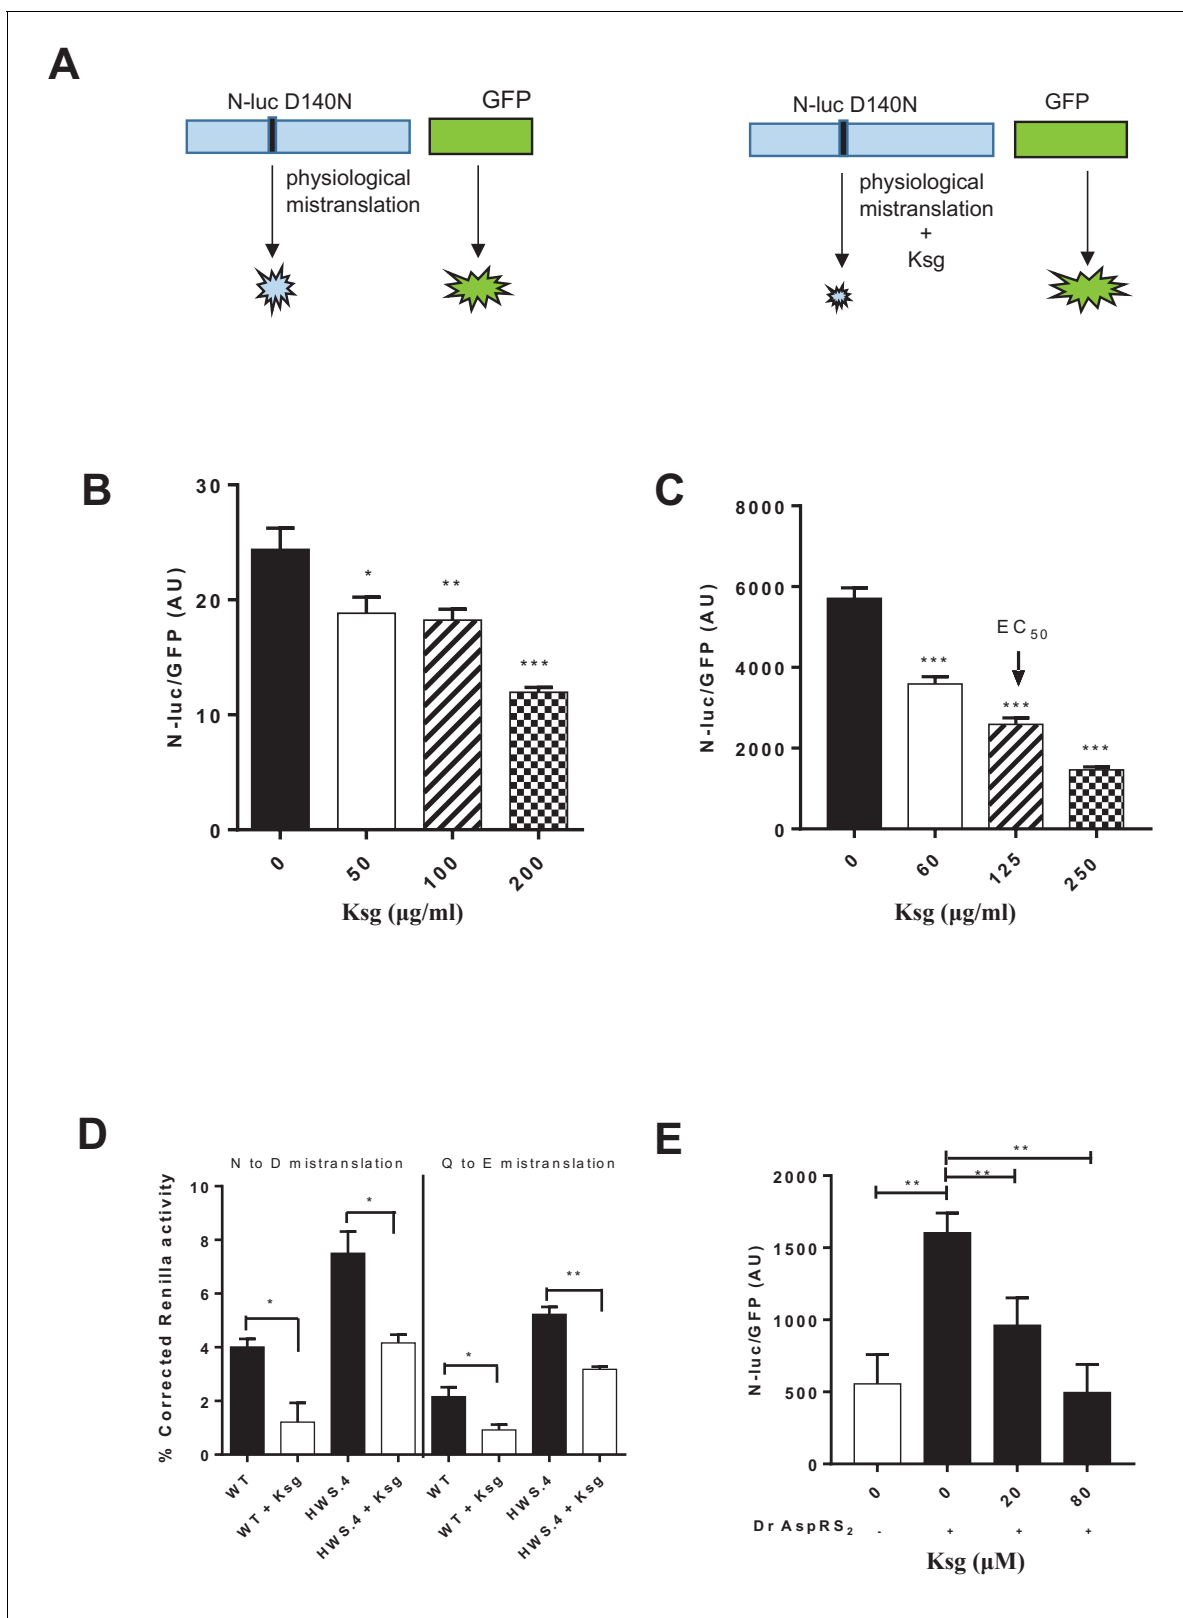 A
N-luc D140N
GFP
physiological
mistranslation
N-luc D140N
GFP
physiological
mistranslation
+
Ksg
B
N-luc/GFP (AU)
30
20
10
0
*
**
***
0
50
100
200
Ksg (µg/ml)
C
N-luc/GFP (AU)
8000
6000
4000
2000
0
***
EC50
***
***
0
60
125
250
Ksg (µg/ml)
D
N to D mistranslation
Q to E mistranslation
% Corrected Renilla activity
10
8
6
4
2
0
*
*
*
**
WT
WT + Ksg
HWS.4
HWS.4 + Ksg
WT
WT + Ksg
HWS.4
HWS.4 + Ksg
E
N-luc/GFP (AU)
2000
1500
1000
500
0
**
**
**
0
0
20
80
Dr AspRS2 - + + +
Ksg (µM)